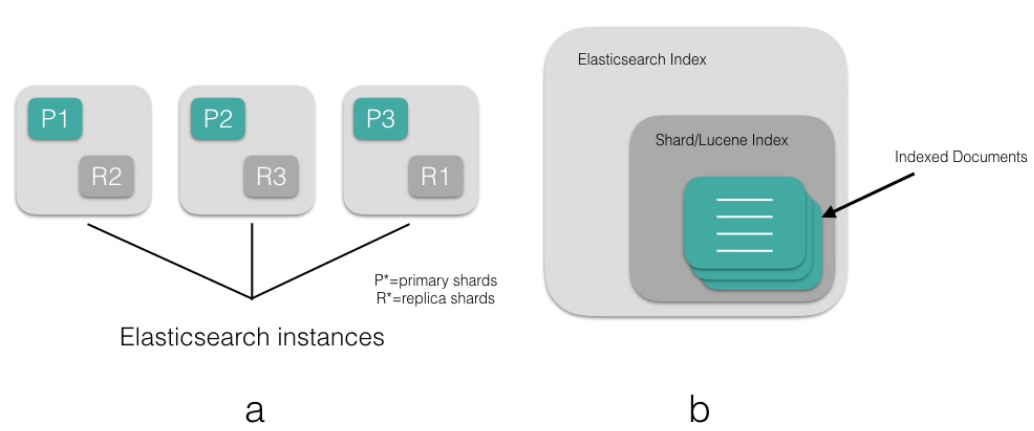 P1
R2
P2
R3
P3
R1
P*=primary shards
R*=replica shards
Elasticsearch instances
a
Elasticsearch Index
Shard/Lucene Index
Indexed Documents
b